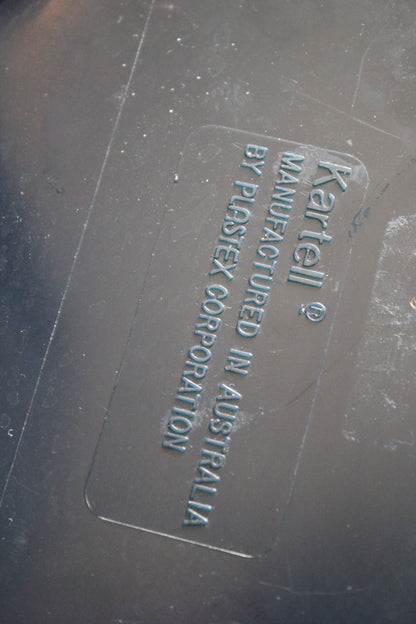 Kartell ®
MANUFACTURED IN AUSTRALIA
BY PLASTEX CORPORATION